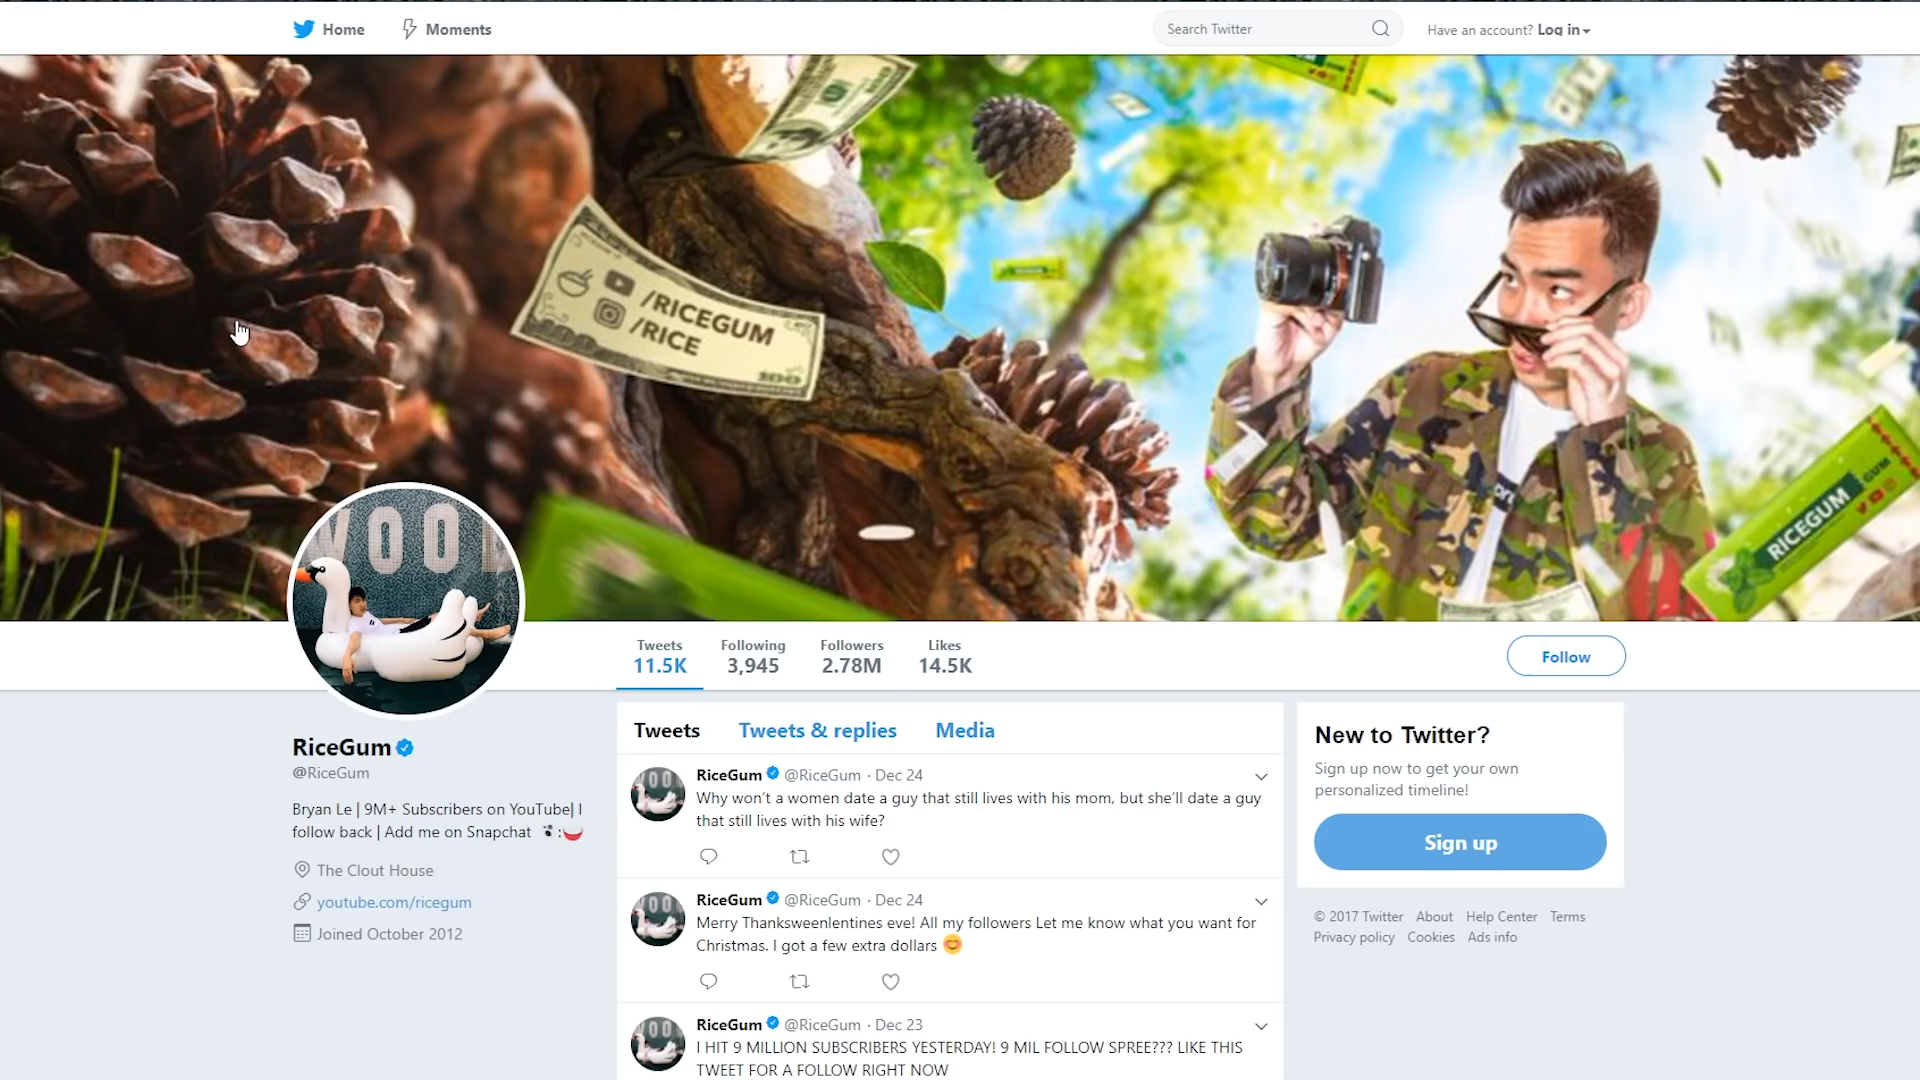 Home
Moments
Search Twitter
Have an account? Log in
/RICEGUM
/RICE
100
RICEGUM
GUM
VOO
Tweets
11.5K
Following
3,945
Followers
2.78M
Likes
14.5K
Follow
RiceGum
@RiceGum
Bryan Le | 9M+ Subscribers on YouTube| I
follow back | Add me on Snapchat
The Clout House
youtube.com/ricegum
Joined October 2012
Tweets
Tweets & replies
Media
RiceGum @RiceGum · Dec 24
Why won't a women date a guy that still lives with his mom, but she'll date a guy
that still lives with his wife?
RiceGum @RiceGum · Dec 24
Merry Thanksweenlentines eve! All my followers Let me know what you want for
Christmas. I got a few extra dollars 😊
RiceGum @RiceGum · Dec 23
I HIT 9 MILLION SUBSCRIBERS YESTERDAY! 9 MIL FOLLOW SPREE??? LIKE THIS
TWEET FOR A FOLLOW RIGHT NOW
New to Twitter?
Sign up now to get your own
personalized timeline!
Sign up
© 2017 Twitter About Help Center Terms
Privacy policy Cookies Ads info